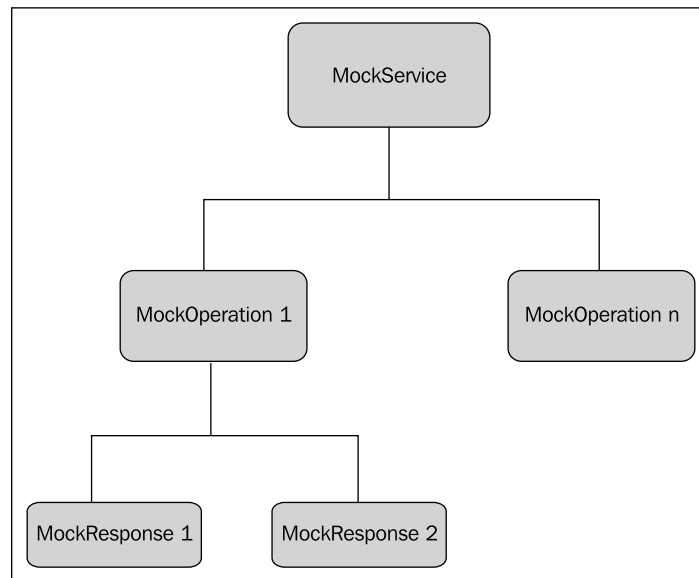 MockService
MockOperation 1
MockOperation n
MockResponse 1
MockResponse 2